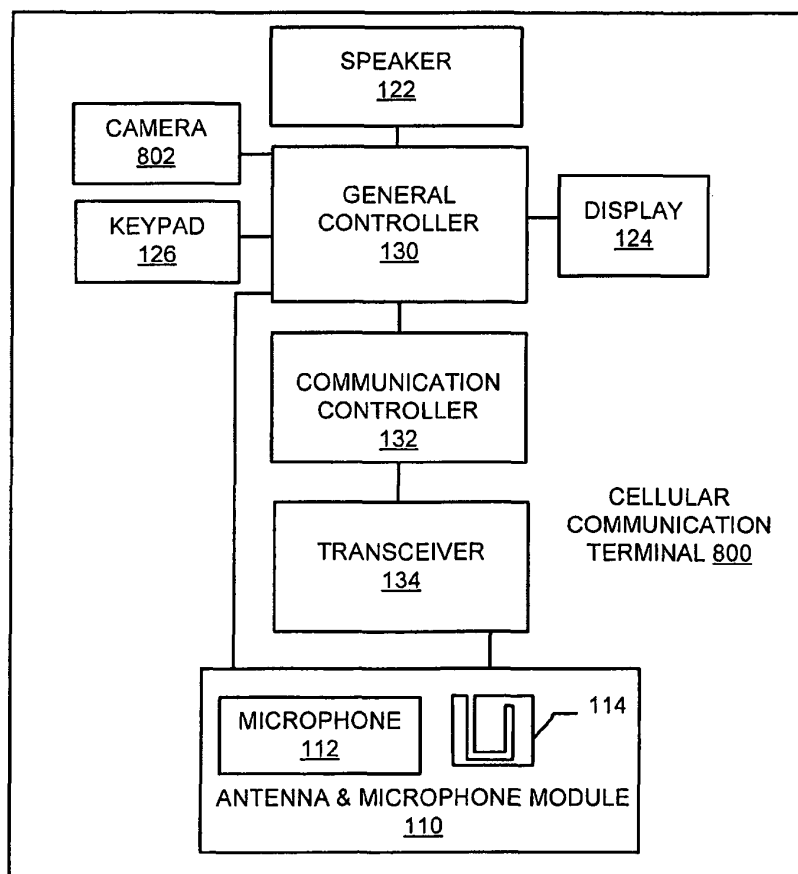 SPEAKER
122
CAMERA
802
GENERAL
CONTROLLER
130
KEYPAD
126
DISPLAY
124
COMMUNICATION
CONTROLLER
132
CELLULAR
COMMUNICATION
TERMINAL 800
TRANSCEIVER
134
MICROPHONE
112
114
ANTENNA & MICROPHONE MODULE
110